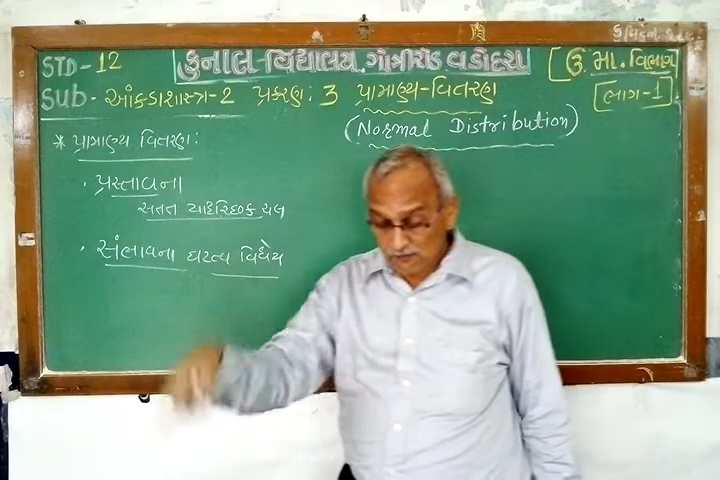 STD - 12 કુનાલ-વિદ્યાલય. ગોત્રીરોડ વડોદરા ઉ. મા. વિભાગ
SUB - આંકડાશાસ્ત્ર-2 પ્રકરણ: 3 પ્રામાણ્ય-વિતરણ ભાગ-1
(Normal Distribution)
* પ્રામાણ્ય વિતરણ:
· પ્રસ્તાવના
સતત યાદચ્છિક ચલ
· સંભાવના ઘટત્વ વિધેય